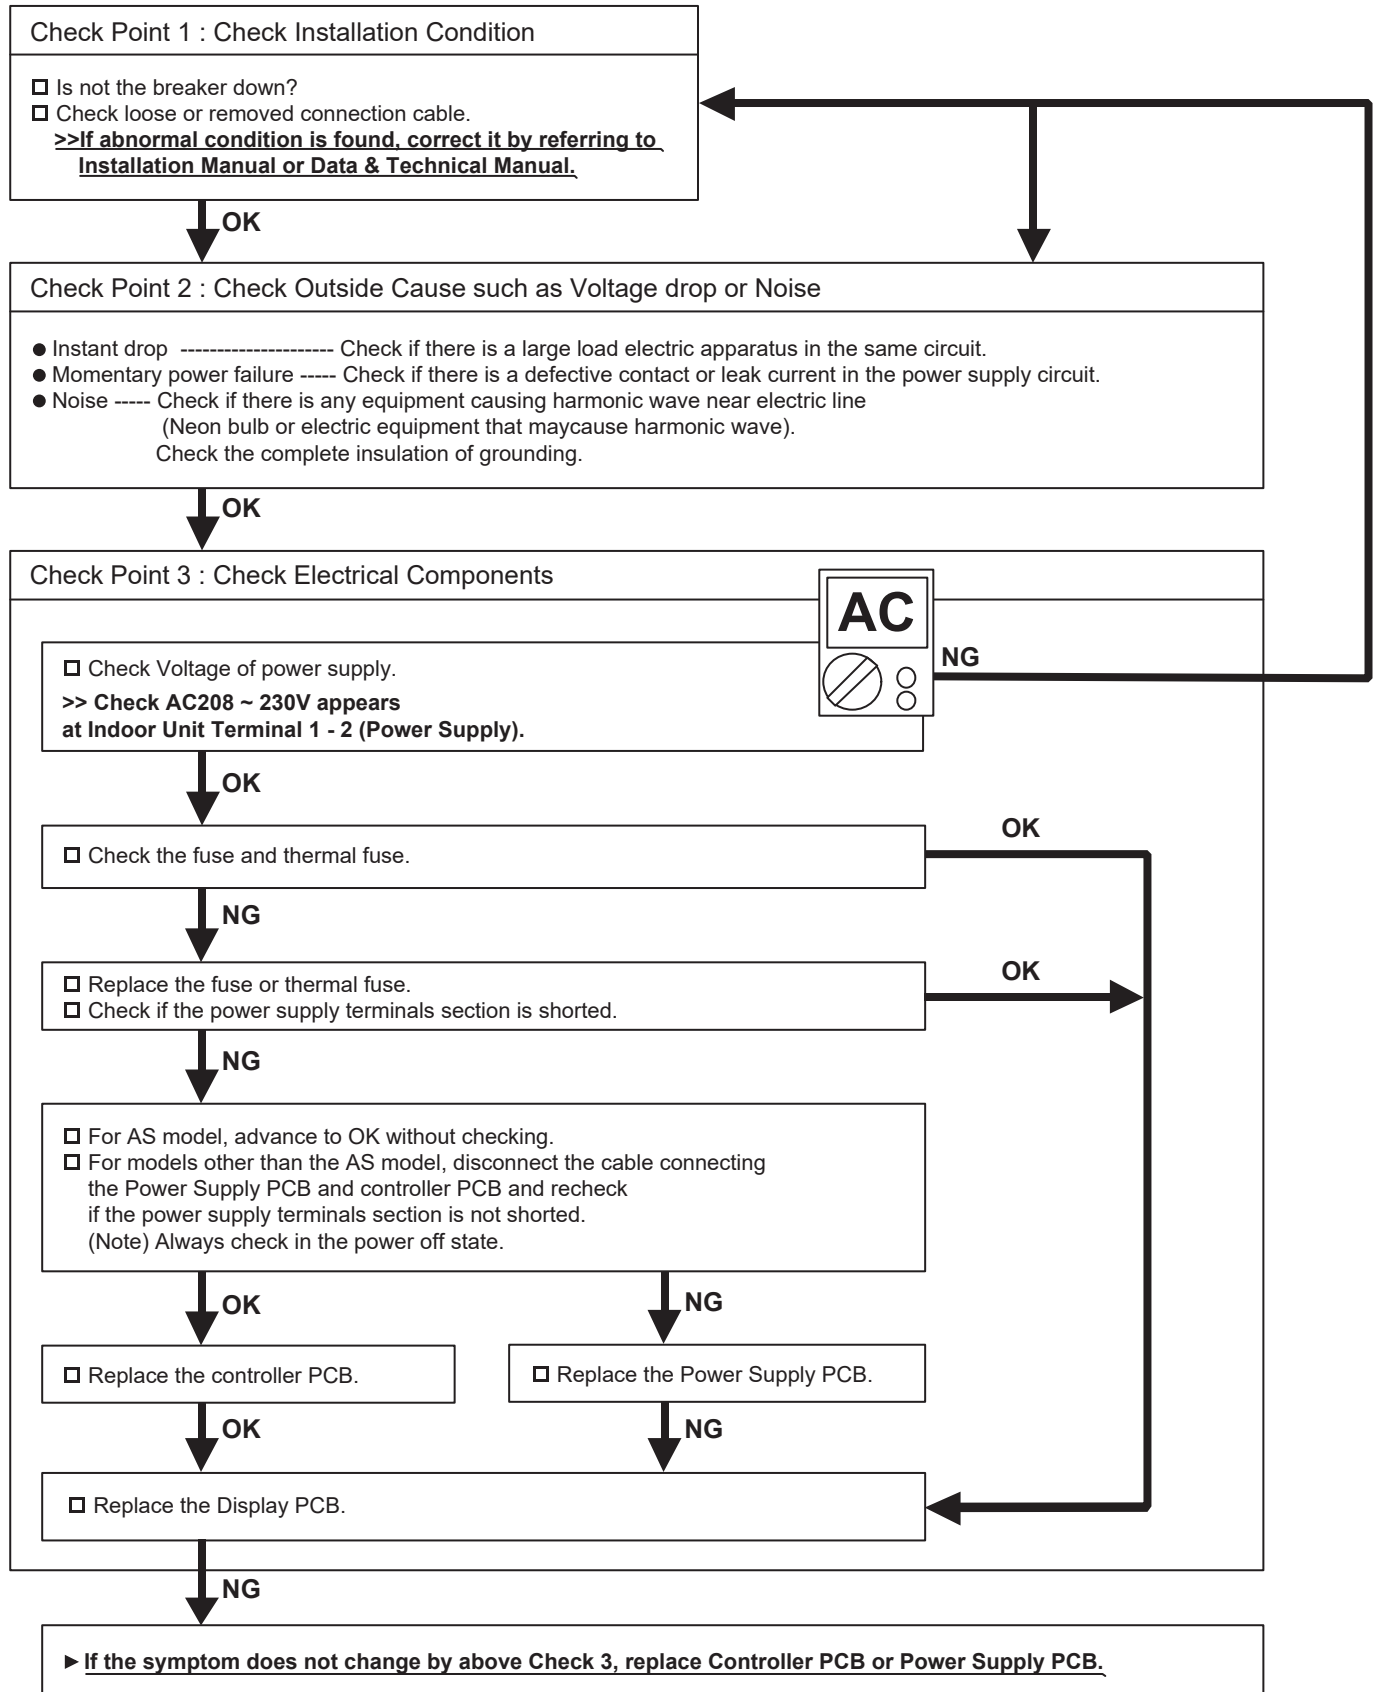 Check Point 1 : Check Installation Condition
Is not the breaker down?
Check loose or removed connection cable.
>>If abnormal condition is found, correct it by referring to
Installation Manual or Data & Technical Manual.
OK
Check Point 2 : Check Outside Cause such as Voltage drop or Noise
● Instant drop --------------------- Check if there is a large load electric apparatus in the same circuit.
● Momentary power failure ----- Check if there is a defective contact or leak current in the power supply circuit.
● Noise ----- Check if there is any equipment causing harmonic wave near electric line
(Neon bulb or electric equipment that maycause harmonic wave).
Check the complete insulation of grounding.
OK
Check Point 3 : Check Electrical Components
AC
NG
Check Voltage of power supply.
>> Check AC208 ~ 230V appears
at Indoor Unit Terminal 1 - 2 (Power Supply).
OK
Check the fuse and thermal fuse.
OK
NG
Replace the fuse or thermal fuse.
Check if the power supply terminals section is shorted.
OK
NG
For AS model, advance to OK without checking.
For models other than the AS model, disconnect the cable connecting
the Power Supply PCB and controller PCB and recheck
if the power supply terminals section is not shorted.
(Note) Always check in the power off state.
OK
NG
Replace the controller PCB.
Replace the Power Supply PCB.
OK
NG
Replace the Display PCB.
NG
►If the symptom does not change by above Check 3, replace Controller PCB or Power Supply PCB.